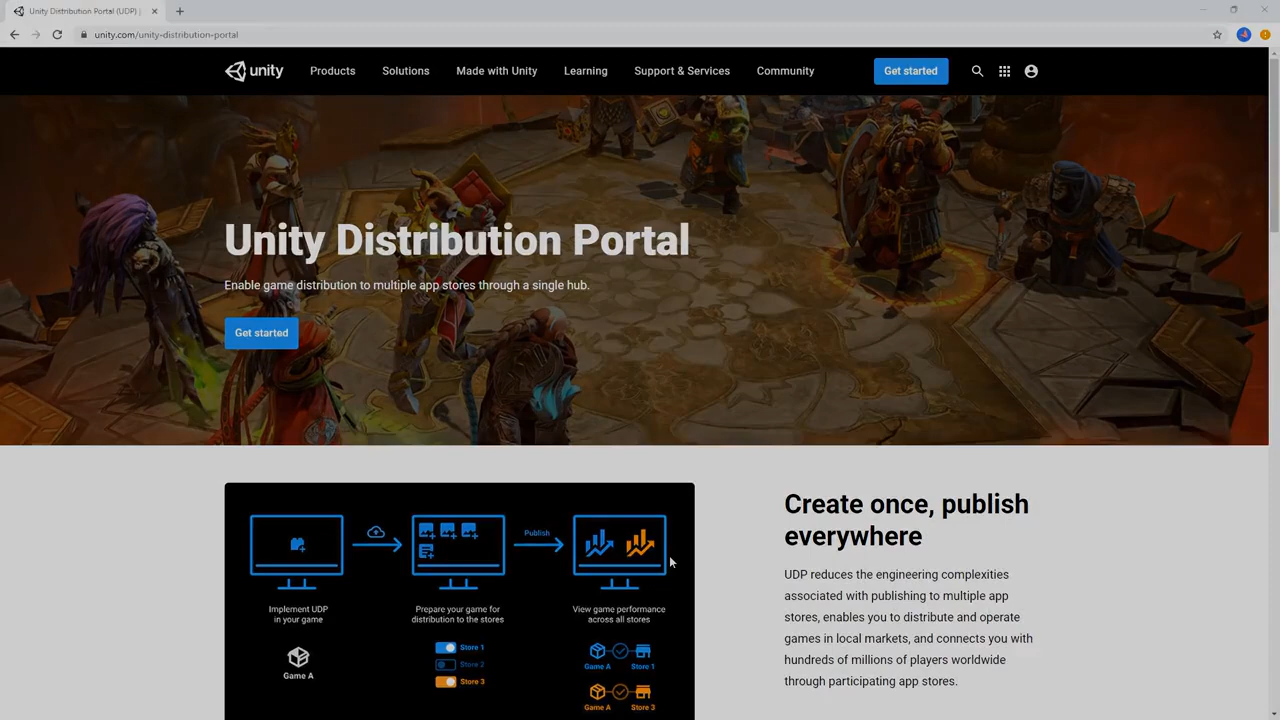 Unity Distribution Portal (UDP) |
unity.com/unity-distribution-portal
unity
Products
Solutions
Made with Unity
Learning
Support & Services
Community
Get started
Unity Distribution Portal
Enable game distribution to multiple app stores through a single hub.
Get started
Publish
Implement UDP
in your game
Game A
Prepare your game for
distribution to the stores
Store 1
Store 2
Store 3
View game performance
across all stores
Game A
Store 1
Game A
Store 3
Create once, publish
everywhere
UDP reduces the engineering complexities
associated with publishing to multiple app
stores, enables you to distribute and operate
games in local markets, and connects you with
hundreds of millions of players worldwide
through participating app stores.